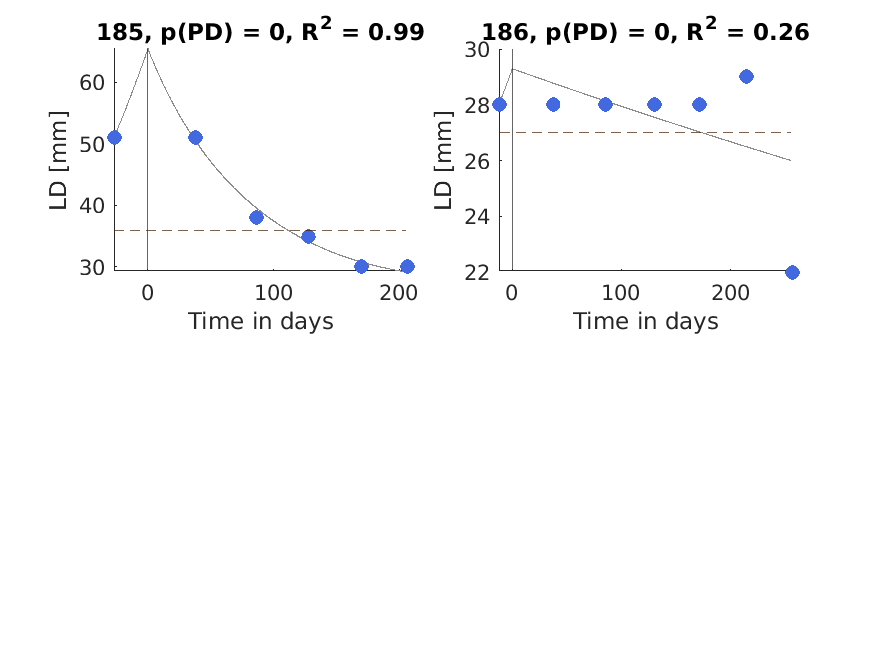 185, p(PD) = 0, R² = 0.99
LD [mm]
60
50
40
30
0 100 200
Time in days
186, p(PD) = 0, R² = 0.26
LD [mm]
30
28
26
24
22
0 100 200
Time in days